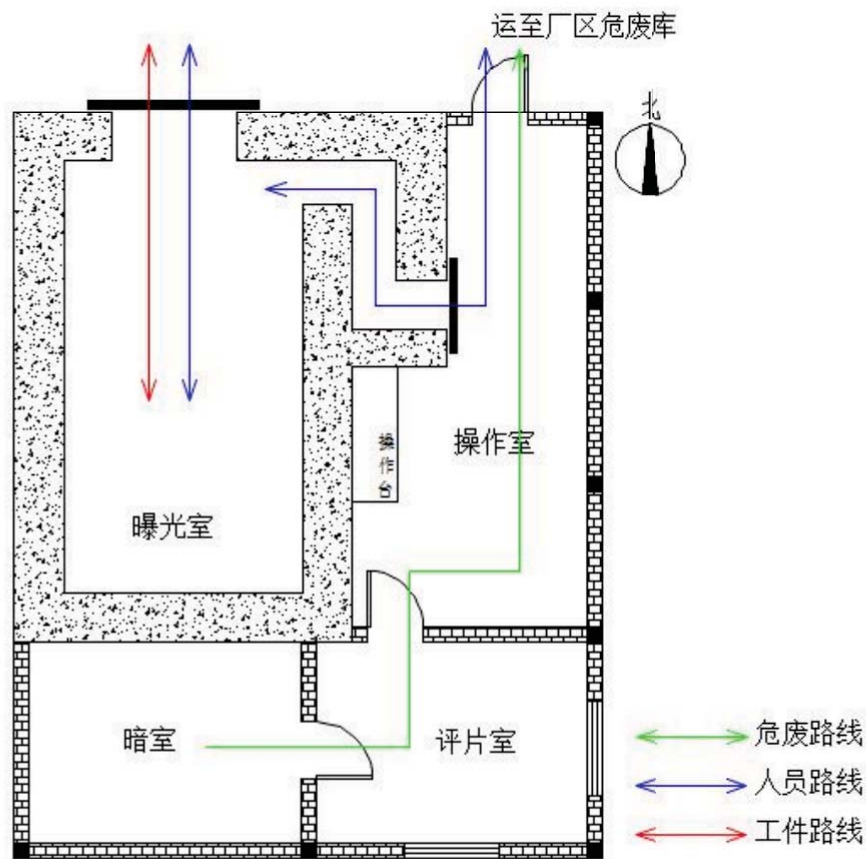 运至厂区危废库
北
操作室
操作台
曝光室
暗室
评片室
危废路线
人员路线
工件路线